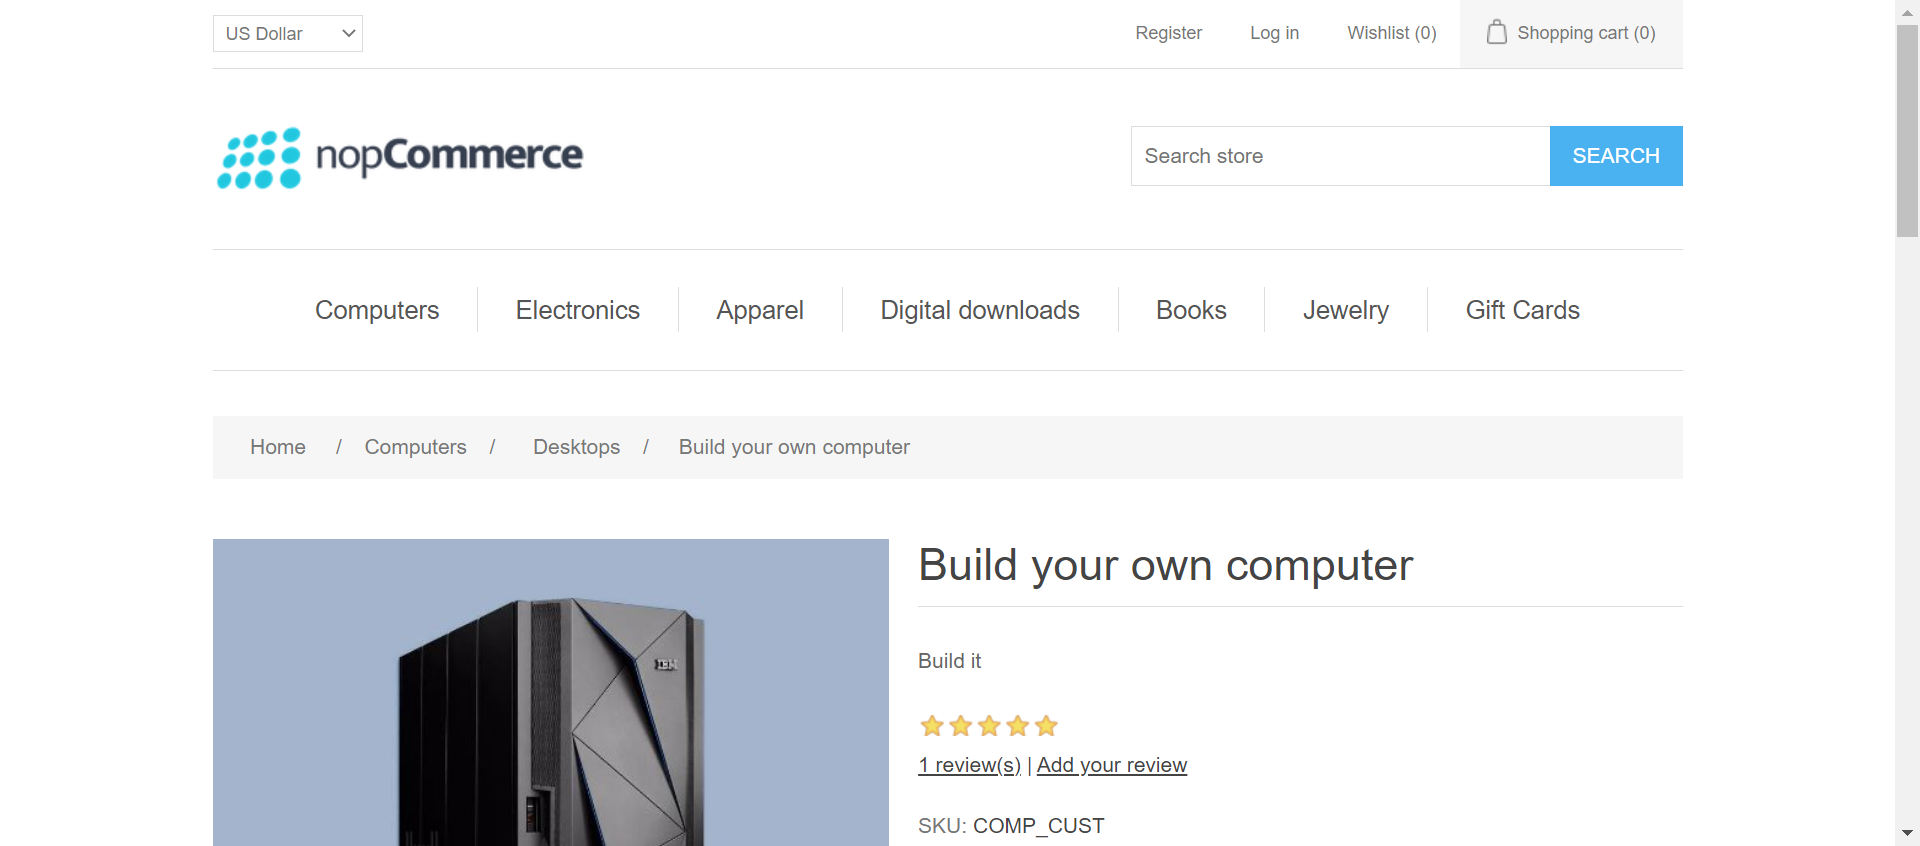 US Dollar
Register
Log in
Wishlist (0)
Shopping cart (0)
nopCommerce
Search store
SEARCH
Computers
Electronics
Apparel
Digital downloads
Books
Jewelry
Gift Cards
Home / Computers / Desktops / Build your own computer
Build your own computer
IBM
Build it
1 review(s) | Add your review
SKU: COMP_CUST